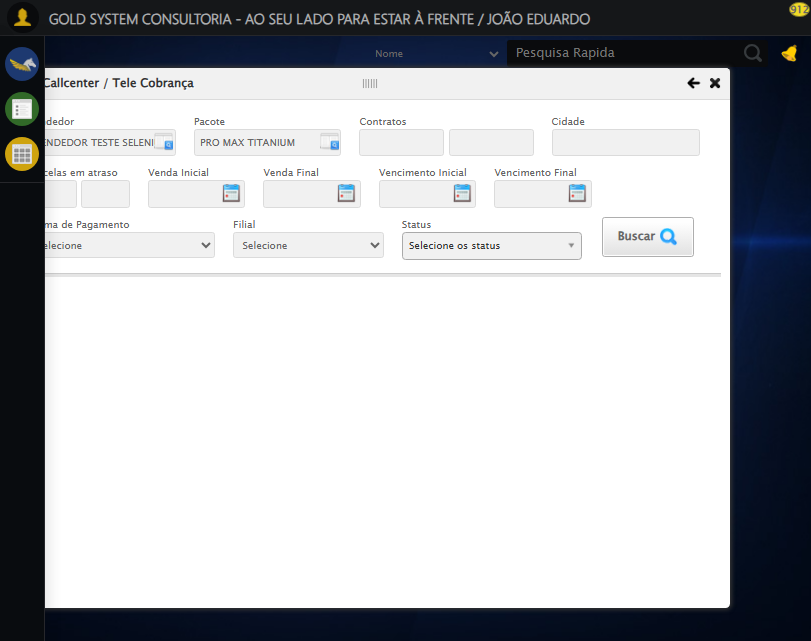 GOLD SYSTEM CONSULTORIA - AO SEU LADO PARA ESTAR À FRENTE / JOÃO EDUARDO
912
Nome
Pesquisa Rapida
Callcenter / Tele Cobrança
ndedor
Pacote
Contratos
Cidade
ENDEDOR TESTE SELENI
PRO MAX TITANIUM
celas em atraso
Venda Inicial
Venda Final
Vencimento Inicial
Vencimento Final
ma de Pagamento
Filial
Status
elecione
Selecione
Selecione os status
Buscar